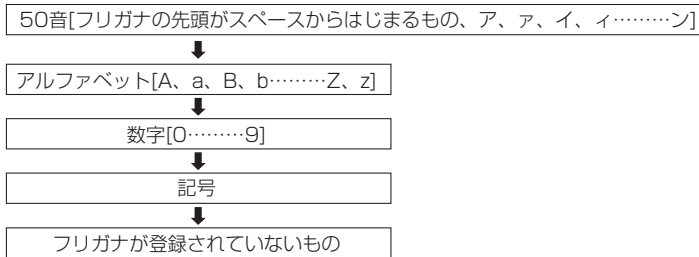 50音[フリガナの先頭がスペースからはじまるもの、ア、ァ、イ、ィ………ン]
アルファベット[A、a、B、b………Z、z]
数字[0………9]
記号
フリガナが登録されていないもの